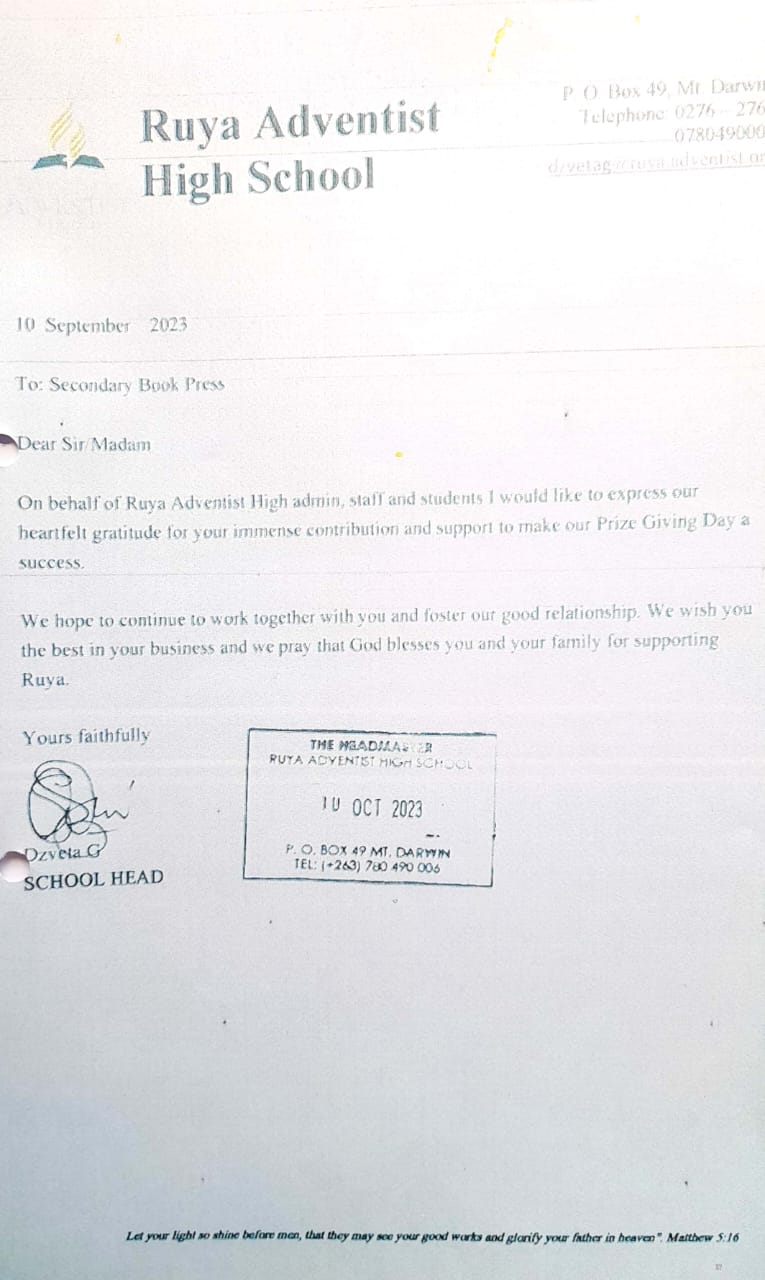 Ruya Adventist
High School
P. O. Box 49, Mt. Darwin
Telephone: 0276 - 276
078049000
10 September 2023
To: Secondary Book Press
Dear Sir/Madam
On behalf of Ruya Adventist High admin, staff and students I would like to express our
heartfelt gratitude for your immense contribution and support to make our Prize Giving Day a
success.
We hope to continue to work together with you and foster our good relationship. We wish you
the best in your business and we pray that God blesses you and your family for supporting
Ruya.
Yours faithfully
Dzveta G
SCHOOL HEAD
THE HEADMASTER
RUYA ADVENTIST HIGH SCHOOL
10 OCT 2023
P. O. BOX 49 MT. DARWIN
TEL: (+263) 780 490 006
Let your light so shine before men, that they may see your good works and glorify your father in heaven". Matthew 5:16